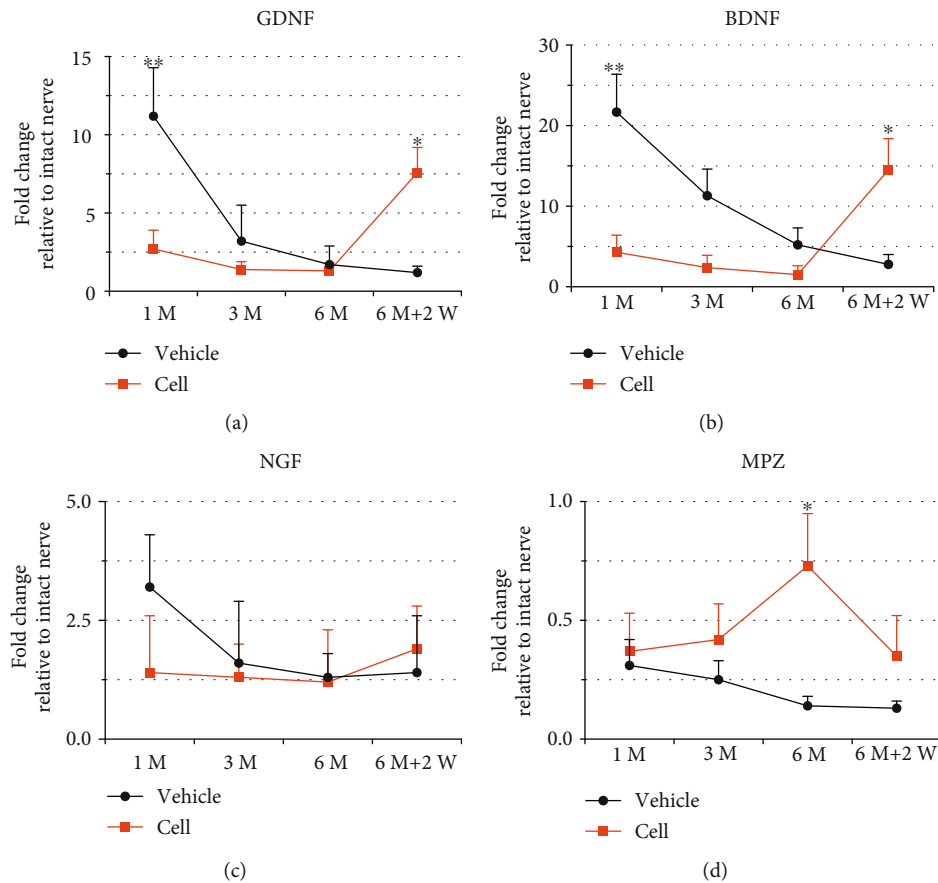 GDNF
**
*
15
10
5
0
Fold change
relative to intact nerve
1 M 3 M 6 M 6 M+2 W
Vehicle
Cell
(a)
BDNF
**
*
30
20
10
0
Fold change
relative to intact nerve
1 M 3 M 6 M 6 M+2 W
Vehicle
Cell
(b)
NGF
5.0
2.5
0.0
Fold change
relative to intact nerve
1 M 3 M 6 M 6 M+2 W
Vehicle
Cell
(c)
MPZ
*
1.0
0.5
0.0
Fold change
relative to intact nerve
1 M 3 M 6 M 6 M+2 W
Vehicle
Cell
(d)